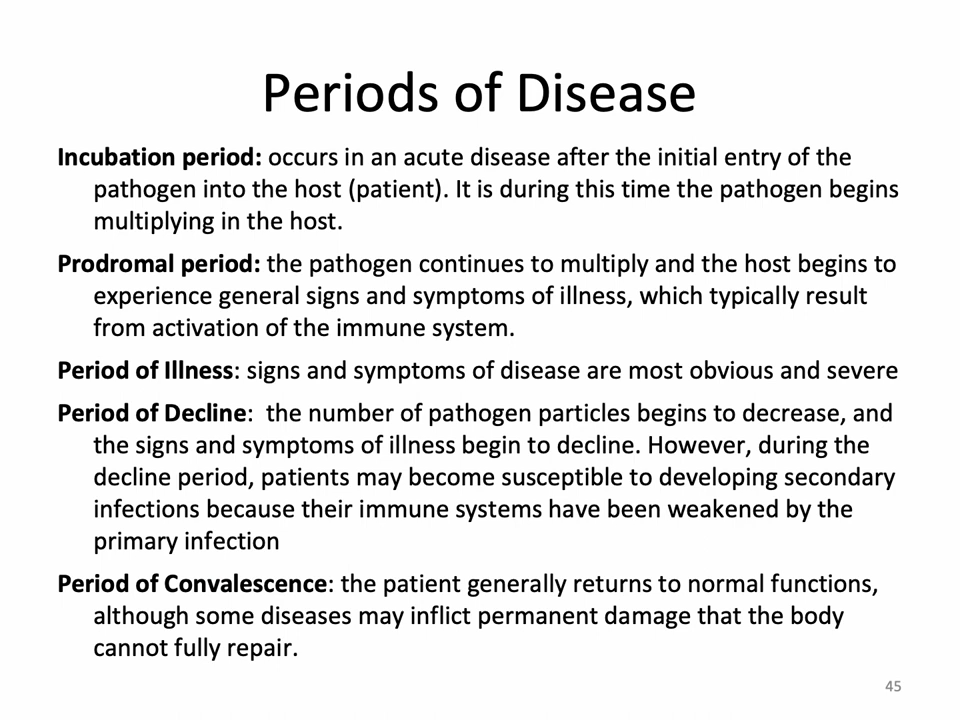 Periods of Disease
Incubation period: occurs in an acute disease after the initial entry of the
pathogen into the host (patient). It is during this time the pathogen begins
multiplying in the host.
Prodromal period: the pathogen continues to multiply and the host begins to
experience general signs and symptoms of illness, which typically result
from activation of the immune system.
Period of Illness: signs and symptoms of disease are most obvious and severe
Period of Decline:  the number of pathogen particles begins to decrease, and
the signs and symptoms of illness begin to decline. However, during the
decline period, patients may become susceptible to developing secondary
infections because their immune systems have been weakened by the
primary infection
Period of Convalescence: the patient generally returns to normal functions,
although some diseases may inflict permanent damage that the body
cannot fully repair.
45